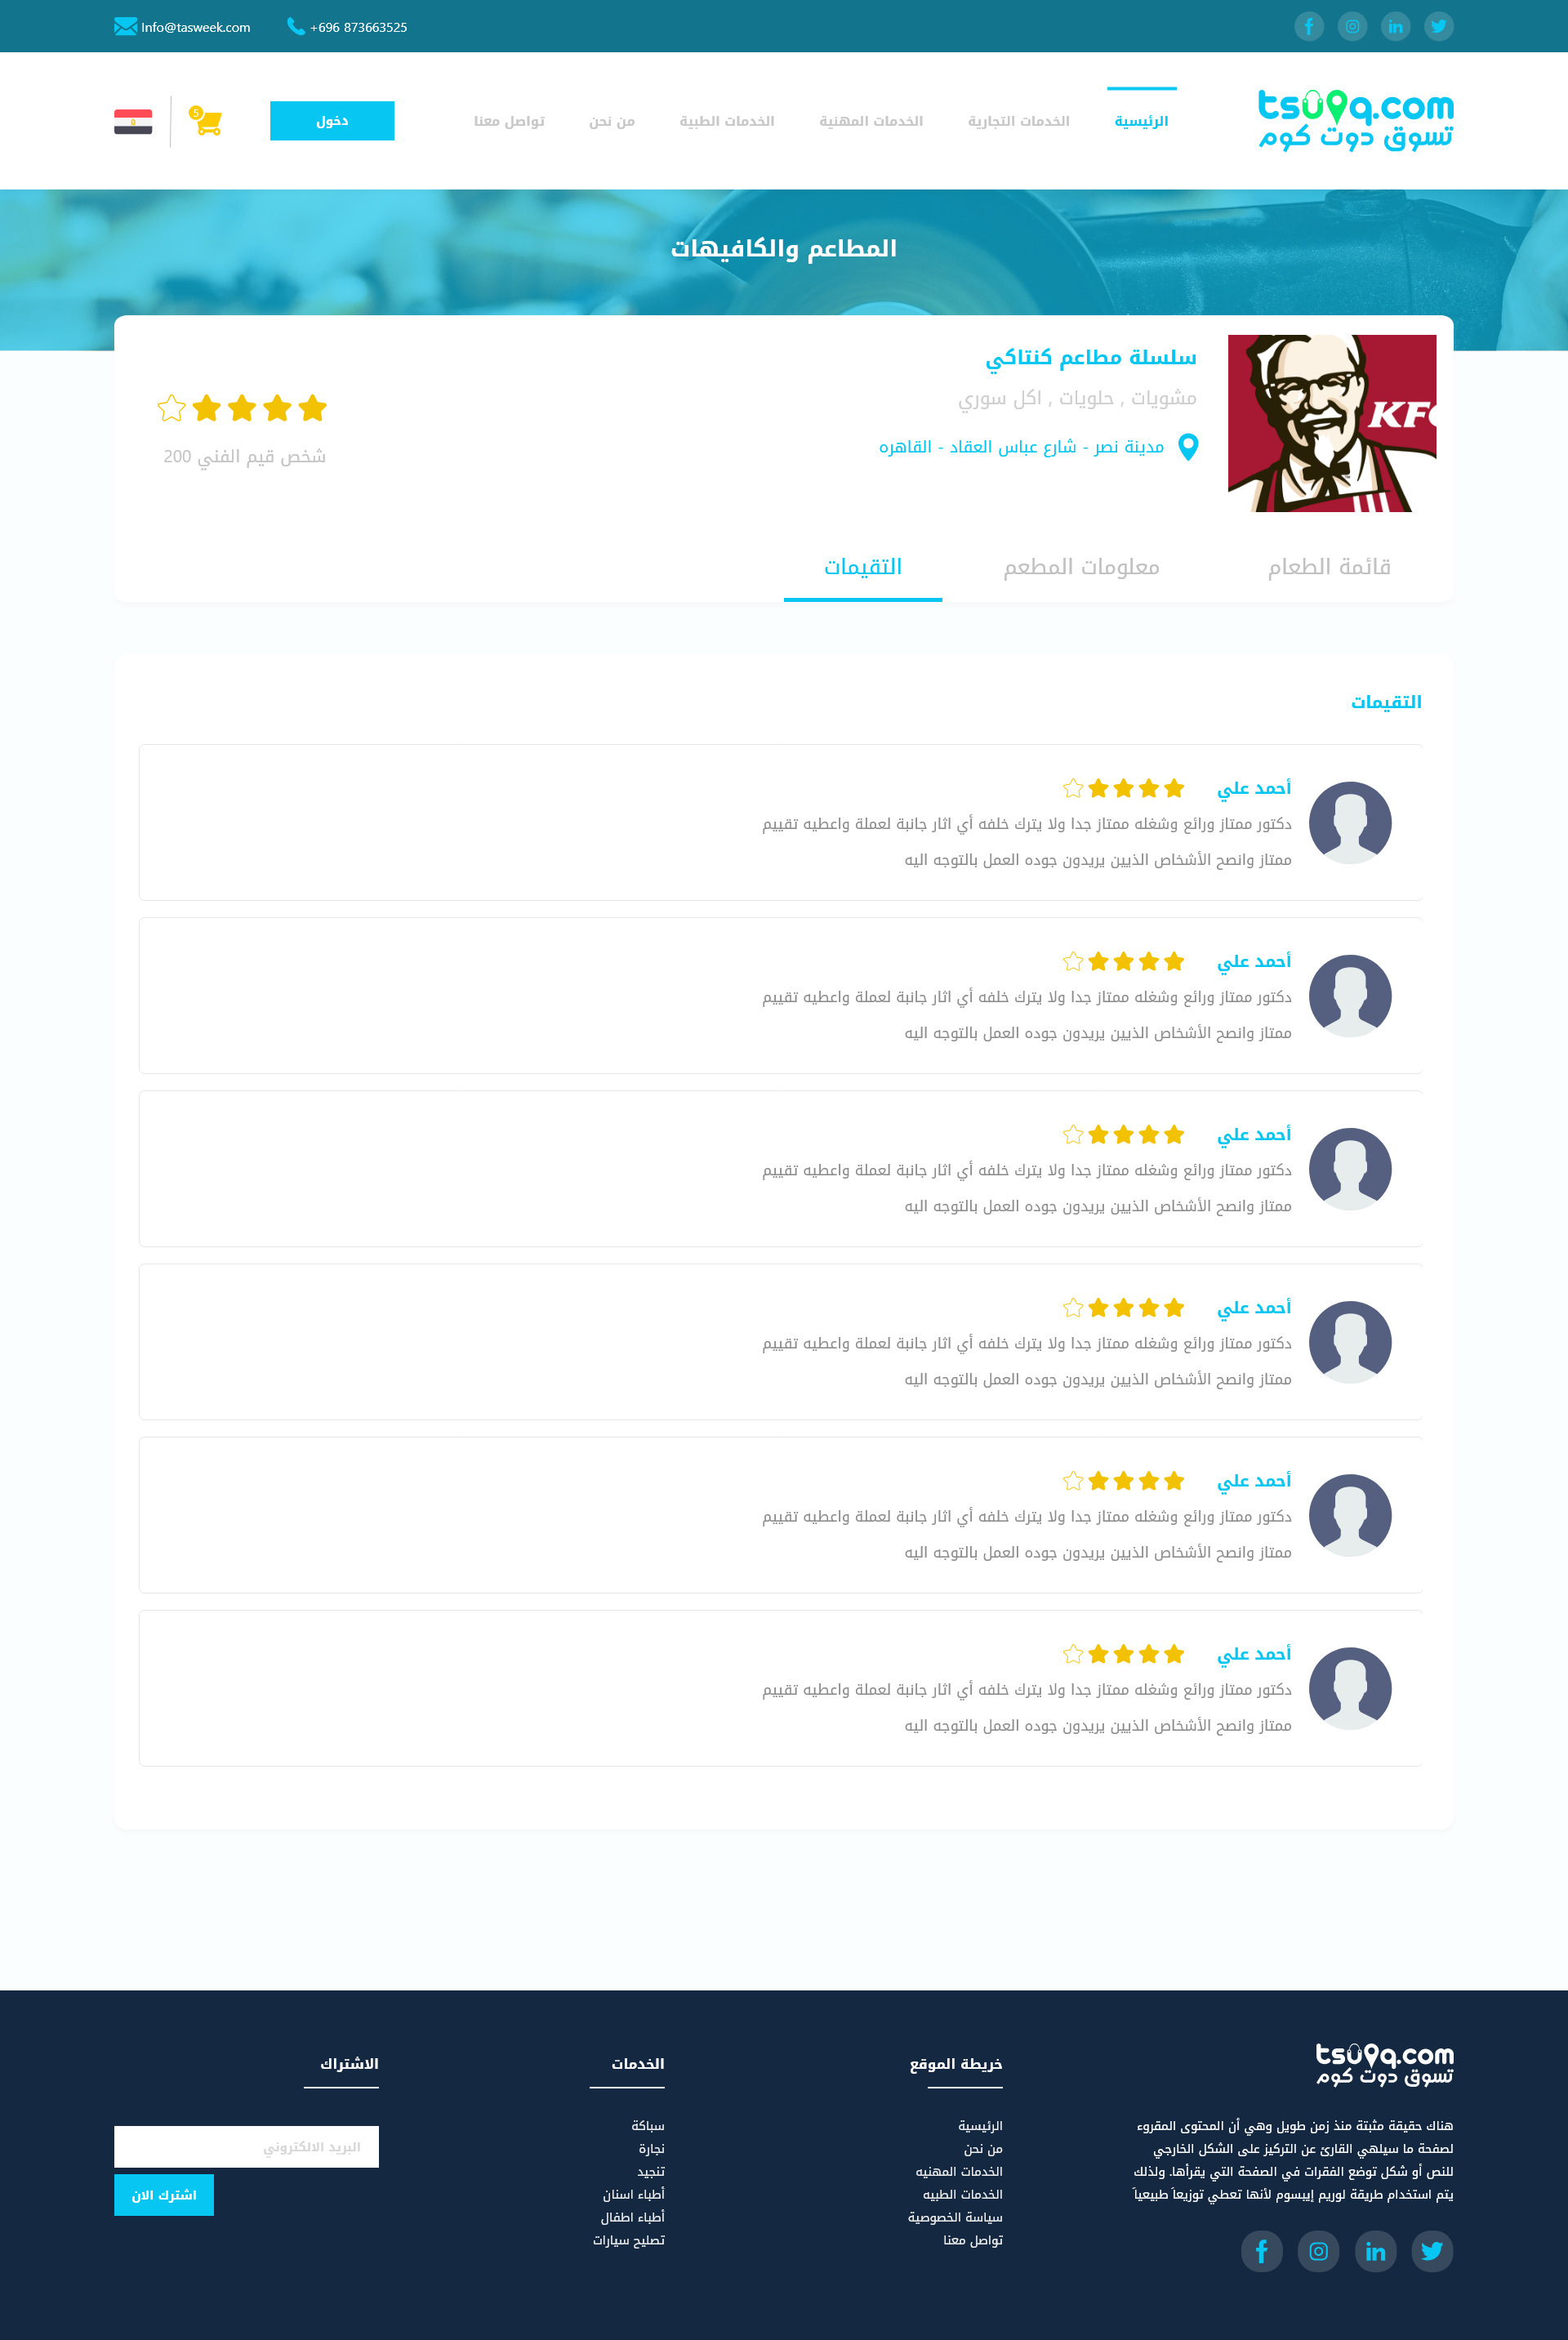 Info@tasweek.com
+696 873663525
tsuqq.com
تسوق دوت كوم
الرئيسية
الخدمات التجارية
الخدمات المهنية
الخدمات الطبية
من نحن
تواصل معنا
دخول
5
المطاعم والكافيهات
KFC
سلسلة مطاعم كنتاكي
مشويات , حلويات , اكل سوري
مدينة نصر - شارع عباس العقاد - القاهره
شخص قيم الفني 200
قائمة الطعام
معلومات المطعم
التقيمات
التقيمات
أحمد علي
دكتور ممتاز ورائع وشغله ممتاز جدا ولا يترك خلفه أي اثار جانبة لعملة واعطيه تقييم
ممتاز وانصح الأشخاص الذيين يريدون جوده العمل بالتوجه اليه
أحمد علي
دكتور ممتاز ورائع وشغله ممتاز جدا ولا يترك خلفه أي اثار جانبة لعملة واعطيه تقييم
ممتاز وانصح الأشخاص الذيين يريدون جوده العمل بالتوجه اليه
أحمد علي
دكتور ممتاز ورائع وشغله ممتاز جدا ولا يترك خلفه أي اثار جانبة لعملة واعطيه تقييم
ممتاز وانصح الأشخاص الذيين يريدون جوده العمل بالتوجه اليه
أحمد علي
دكتور ممتاز ورائع وشغله ممتاز جدا ولا يترك خلفه أي اثار جانبة لعملة واعطيه تقييم
ممتاز وانصح الأشخاص الذيين يريدون جوده العمل بالتوجه اليه
أحمد علي
دكتور ممتاز ورائع وشغله ممتاز جدا ولا يترك خلفه أي اثار جانبة لعملة واعطيه تقييم
ممتاز وانصح الأشخاص الذيين يريدون جوده العمل بالتوجه اليه
أحمد علي
دكتور ممتاز ورائع وشغله ممتاز جدا ولا يترك خلفه أي اثار جانبة لعملة واعطيه تقييم
ممتاز وانصح الأشخاص الذيين يريدون جوده العمل بالتوجه اليه
tsuqq.com
تسوق دوت كوم
هناك حقيقة مثبتة منذ زمن طويل وهي أن المحتوى المقروء
لصفحة ما سيلهي القارئ عن التركيز على الشكل الخارجي
للنص أو شكل توضع الفقرات في الصفحة التي يقرأها. ولذلك
يتم استخدام طريقة لوريم إيبسوم لأنها تعطي توزيعاَ طبيعياَ
خريطة الموقع
الرئيسية
من نحن
الخدمات المهنيه
الخدمات الطبيه
سياسة الخصوصية
تواصل معنا
الخدمات
سباكة
نجارة
تنجيد
أطباء اسنان
أطباء اطفال
تصليح سيارات
الاشتراك
البريد الالكتروني
اشترك الان